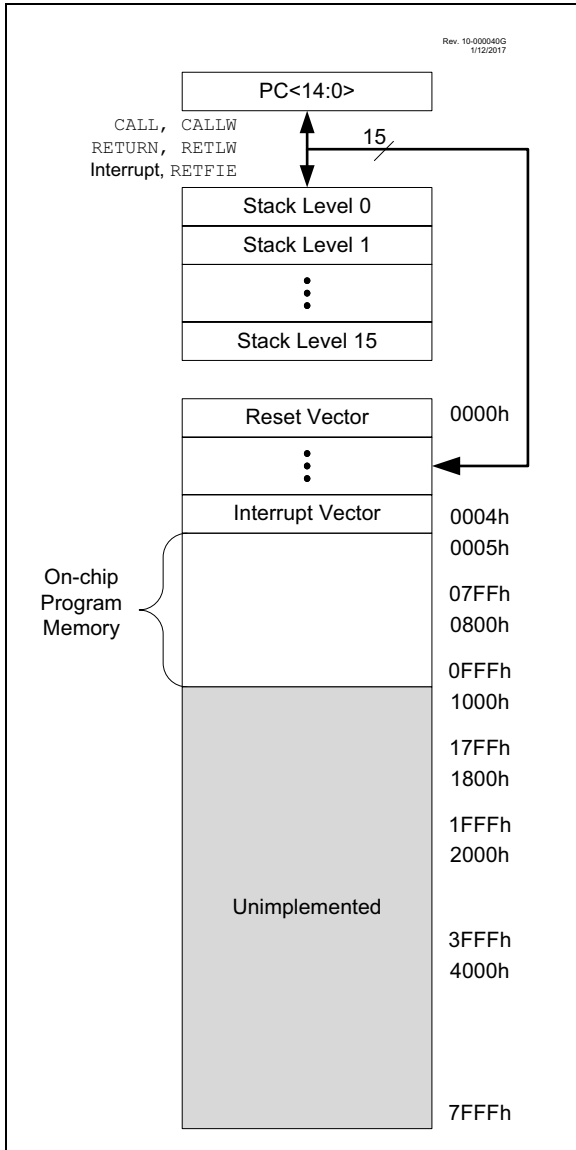 Rev. 10-000040G
1/12/2017
PC<14:0>
CALL, CALLW
RETURN, RETLW
Interrupt, RETFIE
15
Stack Level 0
Stack Level 1
Stack Level 15
Reset Vector
0000h
Interrupt Vector
0004h
0005h
On-chip
Program
Memory
07FFh
0800h
0FFFh
1000h
17FFh
1800h
1FFFh
2000h
Unimplemented
3FFFh
4000h
7FFFh